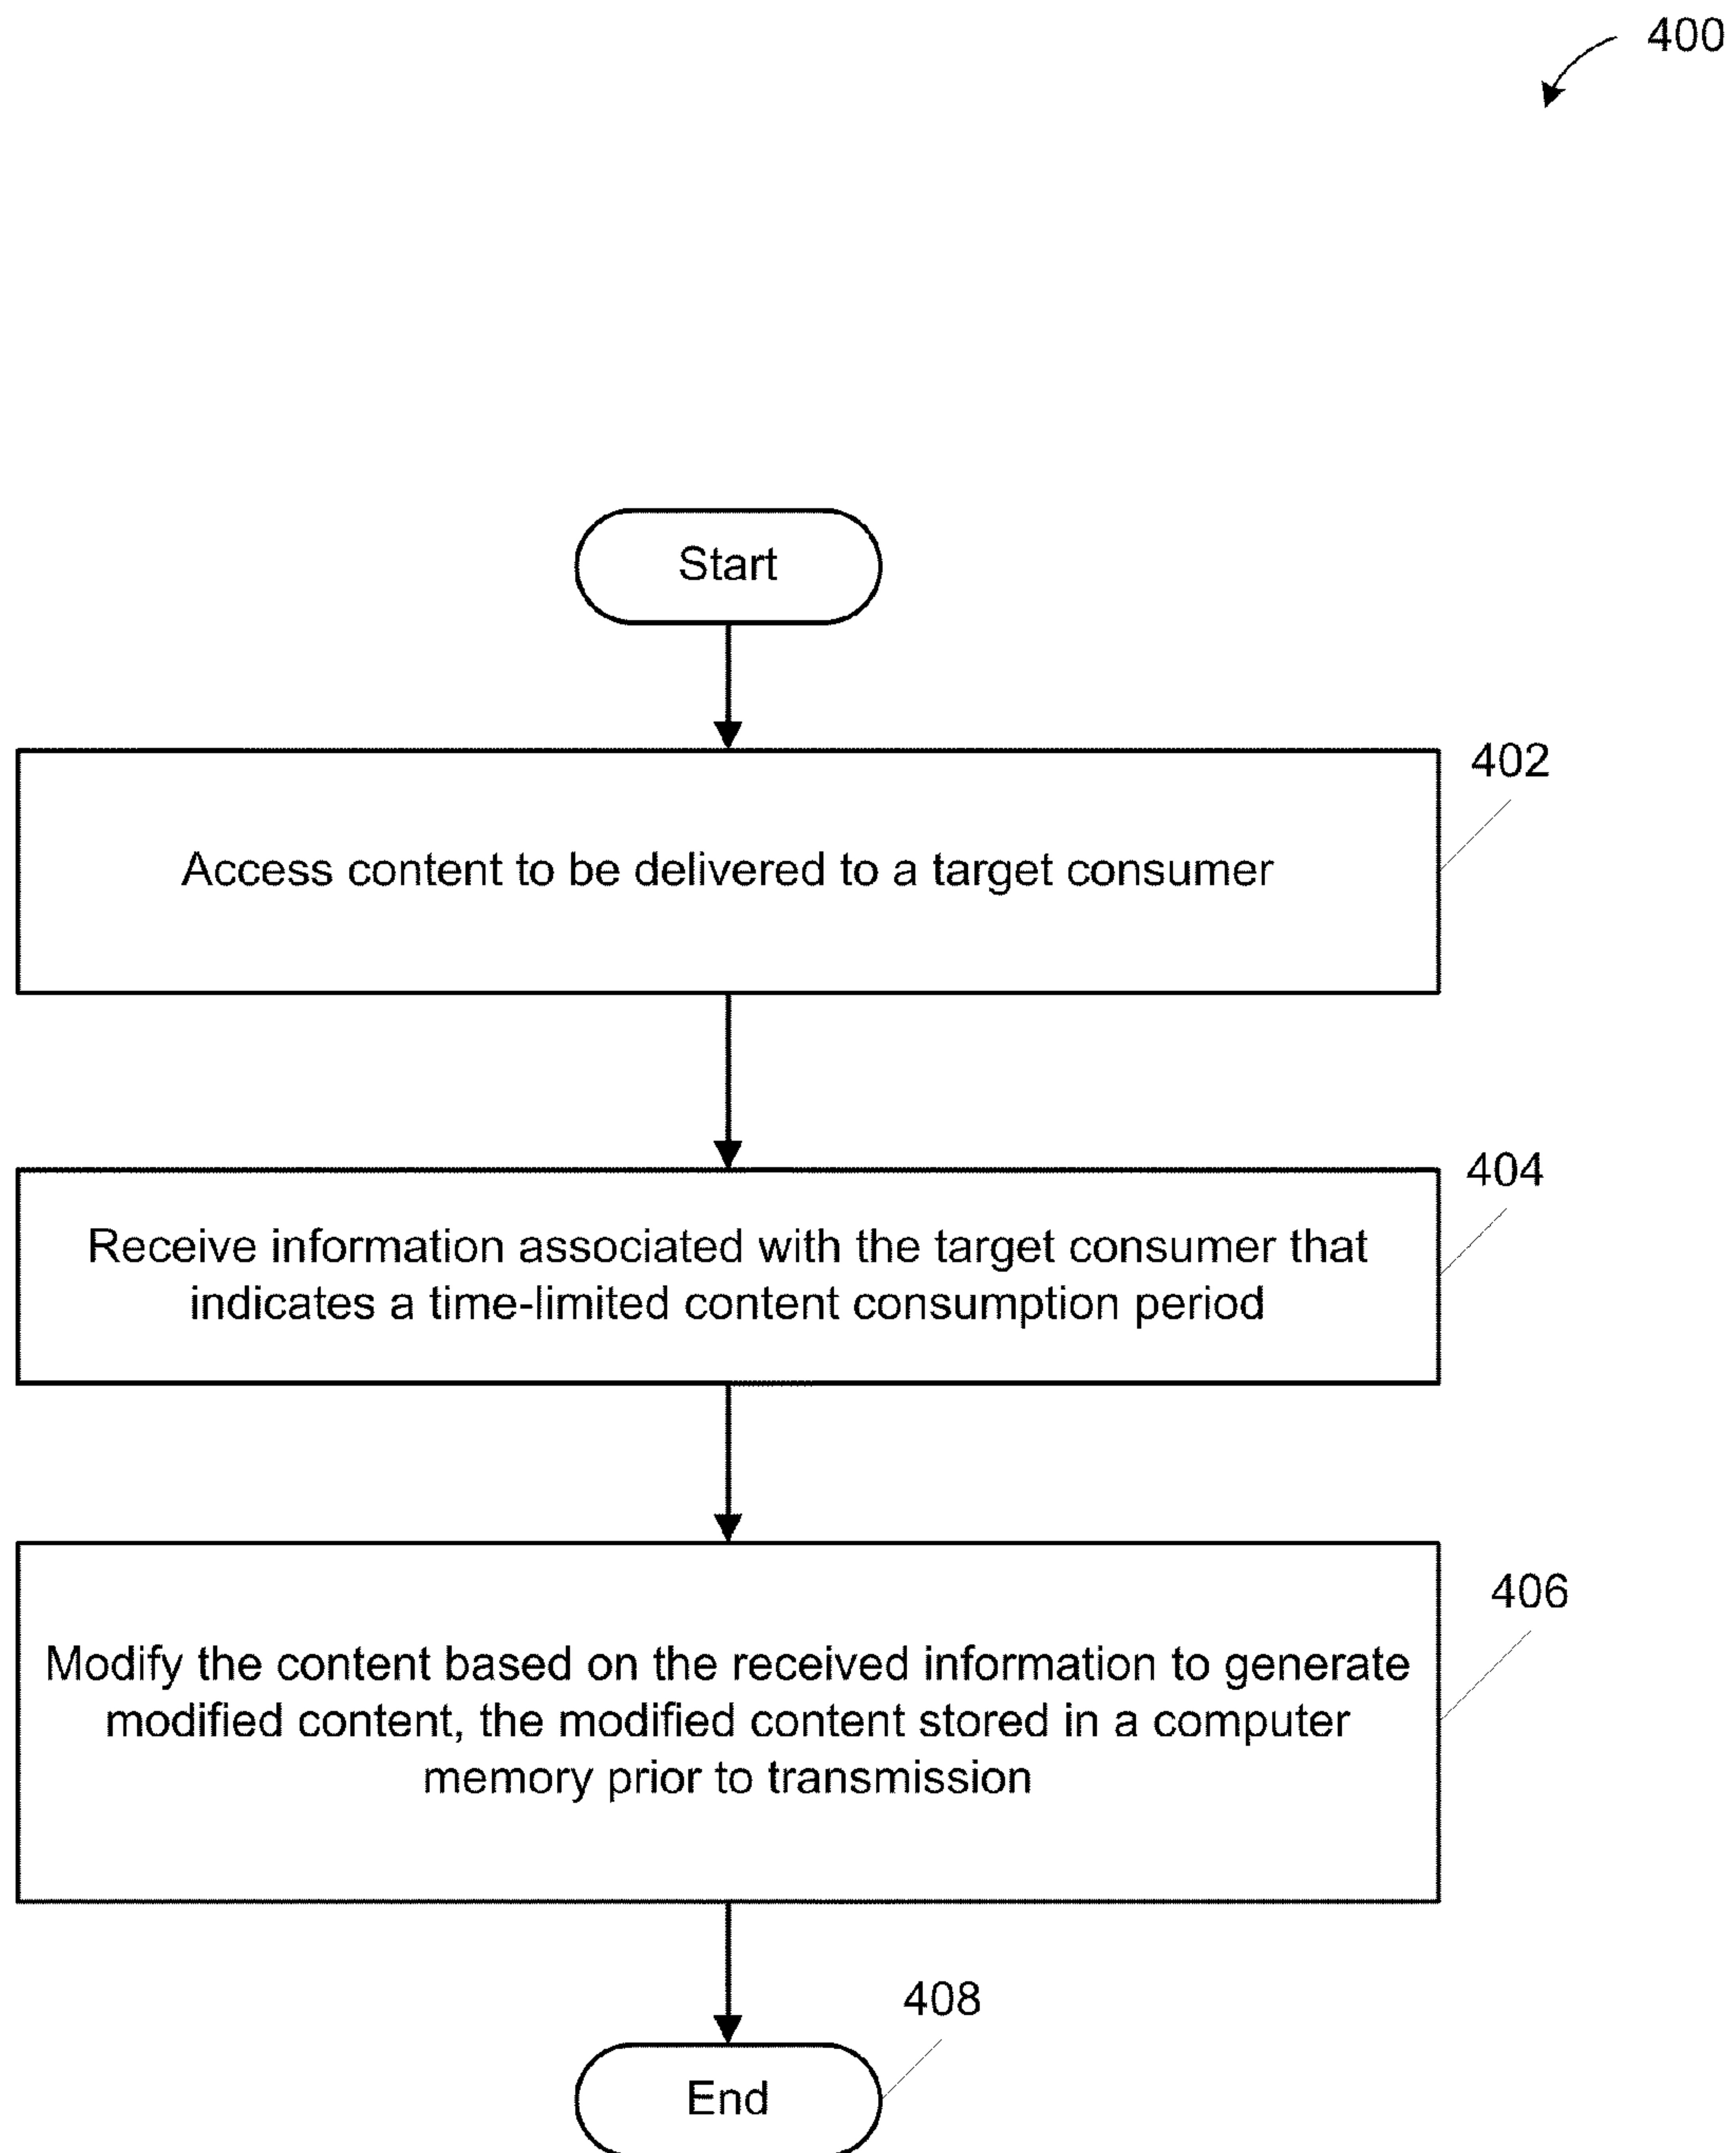 400
Start
402
Access content to be delivered to a target consumer
404
Receive information associated with the target consumer that
indicates a time-limited content consumption period
406
Modify the content based on the received information to generate
modified content, the modified content stored in a computer
memory prior to transmission
408
End